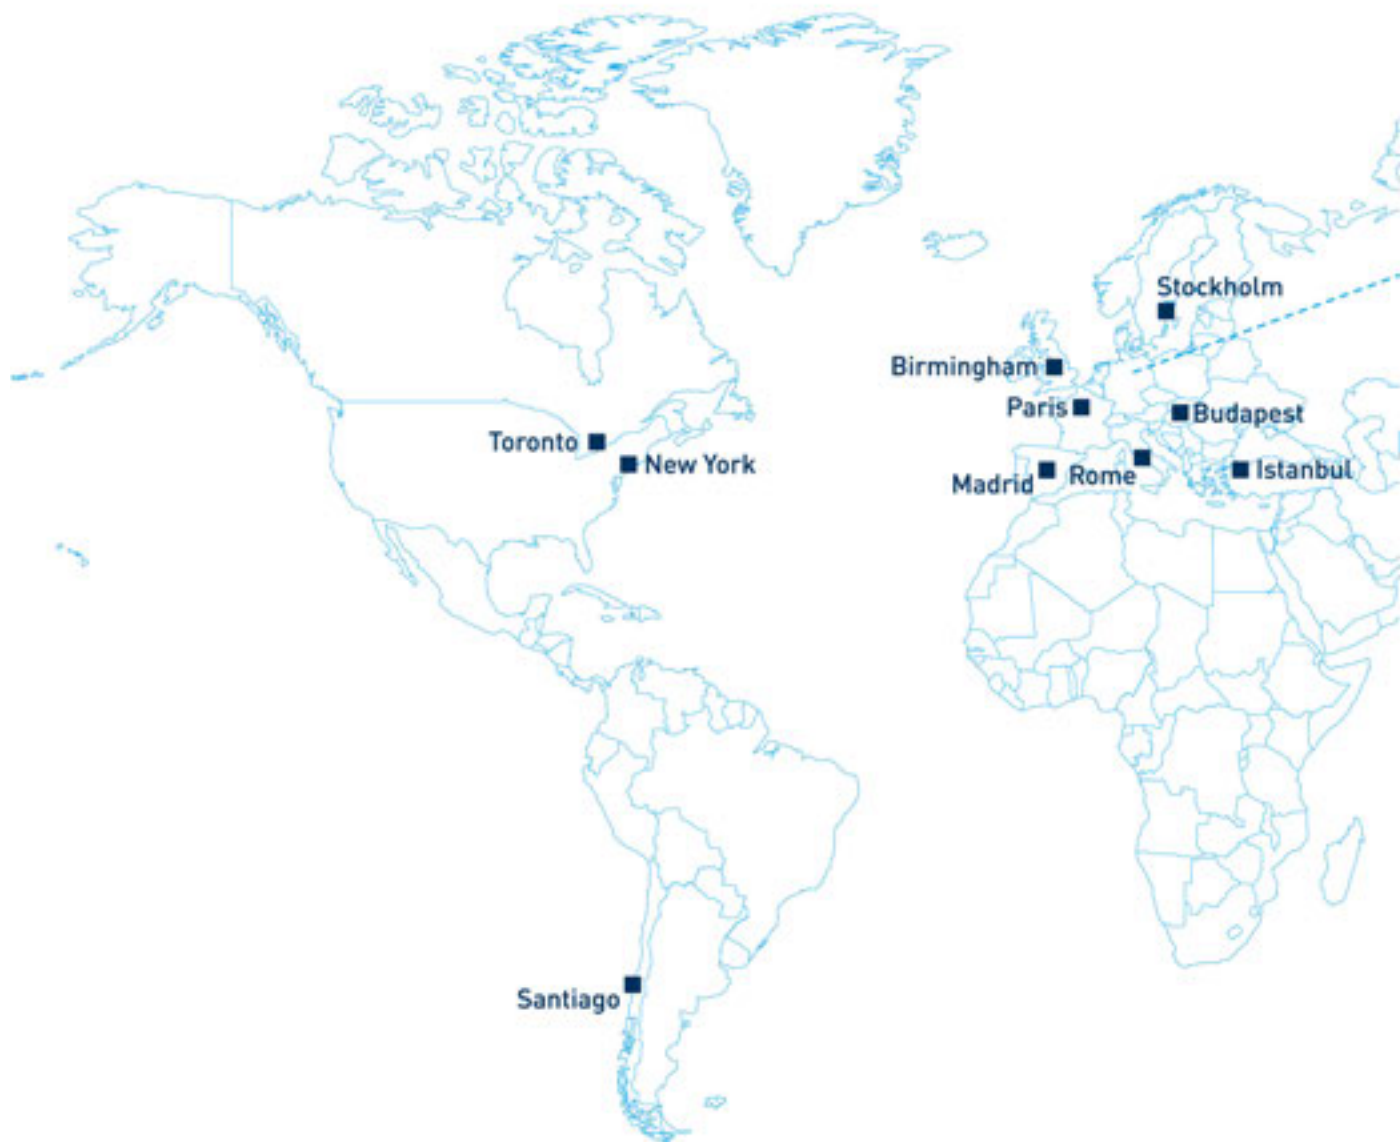 Stockholm
Birmingham
Paris
Budapest
Toronto
New York
Madrid
Rome
Istanbul
Santiago